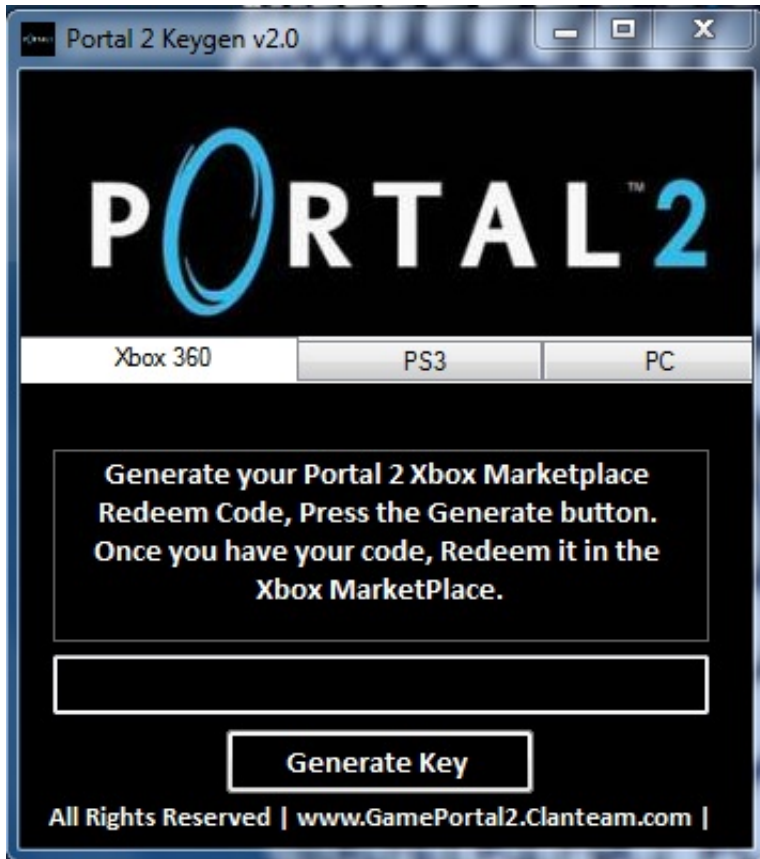 Portal 2 Keygen v2.0
PORTAL™2
Xbox 360 PS3 PC
Generate your Portal 2 Xbox Marketplace
Redeem Code, Press the Generate button.
Once you have your code, Redeem it in the
Xbox MarketPlace.
Generate Key
All Rights Reserved | www.GamePortal2.Clanteam.com |